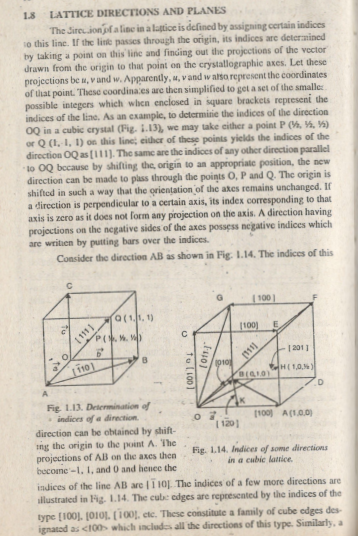 1.8 LATTICE DIRECTIONS AND PLANES
The direction of a line in a lattice is defined by assigning certain indices
to this line. If the line passes through the origin, its indices are determined
by taking a point on this line and finding out the projections of the vector
drawn from the origin to that point on the crystallographic axes. Let these
projections be u, v and w. Apparently, u, v and w also represent the coordinates
of that point. These coordinates are then simplified to get a set of the smallest
possible integers which when enclosed in square brackets represent the
indices of the line. As an example, to determine the indices of the direction
OQ in a cubic crystal (Fig. 1.13), we may take either a point P (½, ½, ½)
or Q (1, 1, 1) on this line; either of these points yields the indices of the
direction OQ as [111]. The same are the indices of any other direction parallel
to OQ because by shifting the origin to an appropriate position, the new
direction can be made to pass through the points O, P and Q. The origin is
shifted in such a way that the orientation of the axes remains unchanged. If
a direction is perpendicular to a certain axis, its index corresponding to that
axis is zero as it does not form any projection on the axis. A direction having
projections on the negative sides of the axes possess negative indices which
are written by putting bars over the indices.
Consider the direction AB as shown in Fig. 1.14. The indices of this
C
Q (1, 1, 1)
[111]
P (½, ½, ½)
O
B
[1̄10]
A
Fig. 1.13. Determination of
indices of a direction.
G
[100]
F
C
[100]
E
[201]
[011]
[111]
[010]
[001]
H (1,0,½)
B (0,1,0)
D
K
O
a
[100]
A (1,0,0)
[120]
Fig. 1.14. Indices of some directions
in a cubic lattice.
direction can be obtained by shift-
ing the origin to the point A. The
projections of AB on the axes then
become -1, 1, and 0 and hence the
indices of the line AB are [1̄10]. The indices of a few more directions are
illustrated in Fig. 1.14. The cube edges are represented by the indices of the
type [100], [010], [1̄00], etc. These constitute a family of cube edges des-
ignated as <100> which includes all the directions of this type. Similarly, a